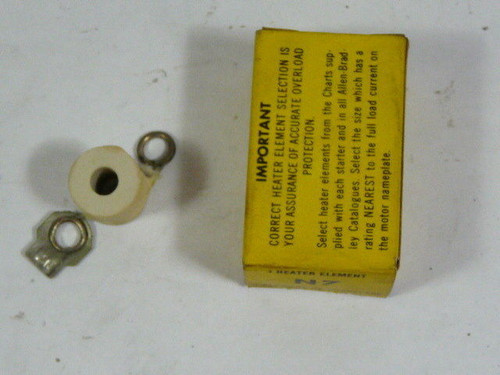 IMPORTANT
CORRECT HEATER ELEMENT SELECTION IS
YOUR ASSURANCE OF ACCURATE OVERLOAD
PROTECTION.
Select heater elements from the Charts sup-
plied with each starter and in all Allen-Brad-
ley Catalogues. Select the size which has a
rating NEAREST to the full load current on
the motor nameplate.
1 HEATER ELEMENT
N7